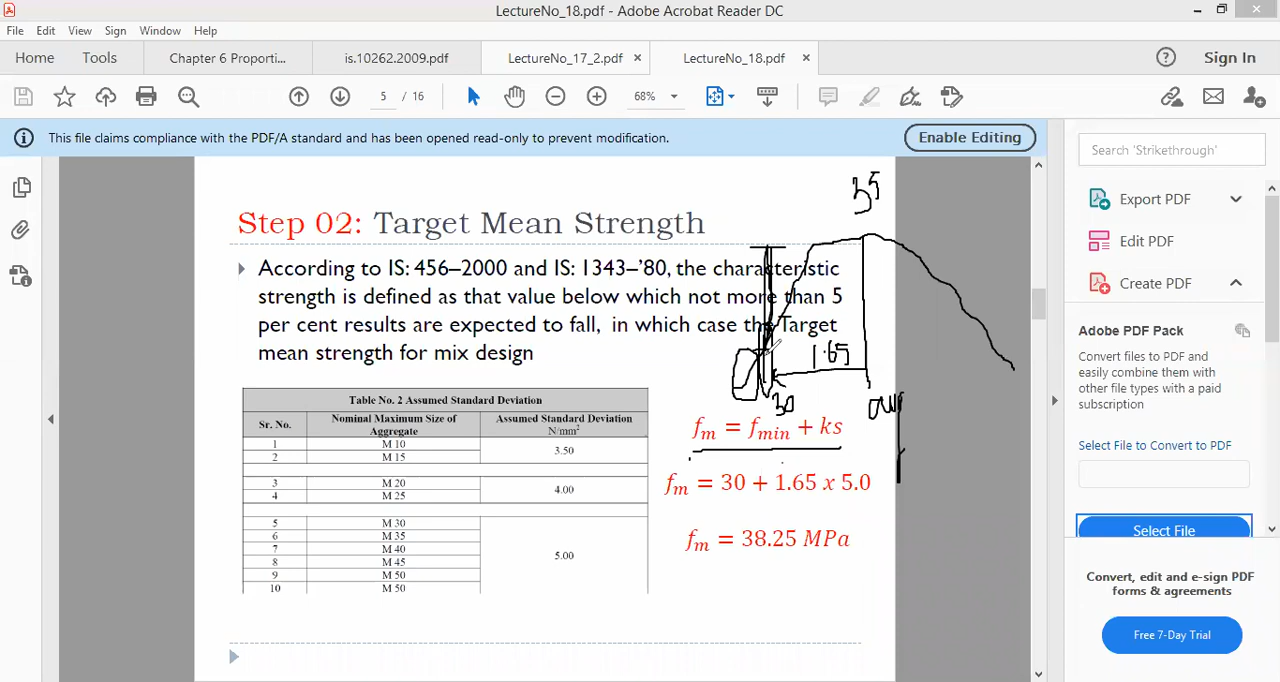 LectureNo_18.pdf - Adobe Acrobat Reader DC
File Edit View Sign Window Help
Home Tools Chapter 6 Proporti... is.10262.2009.pdf LectureNo_17_2.pdf × LectureNo_18.pdf × ? Sign In
5 / 16 68%
This file claims compliance with the PDF/A standard and has been opened read-only to prevent modification. Enable Editing
35
Step 02: Target Mean Strength
According to IS: 456–2000 and IS: 1343–'80, the characteristic
strength is defined as that value below which not more than 5
per cent results are expected to fall, in which case the Target
mean strength for mix design
1.65
30
Table No. 2 Assumed Standard Deviation
Sr. No. Nominal Maximum Size of Aggregate Assumed Standard Deviation N/mm²
1 M 10 3.50
2 M 15
3 M 20 4.00
4 M 25
5 M 30 5.00
6 M 35
7 M 40
8 M 45
9 M 50
10 M 50
fm = fmin + ks
fm = 30 + 1.65 x 5.0
fm = 38.25 MPa
Search 'Strikethrough'
Export PDF
Edit PDF
Create PDF
Adobe PDF Pack
Convert files to PDF and
easily combine them with
other file types with a paid
subscription
Select File to Convert to PDF
Select File
Convert, edit and e-sign PDF
forms & agreements
Free 7-Day Trial